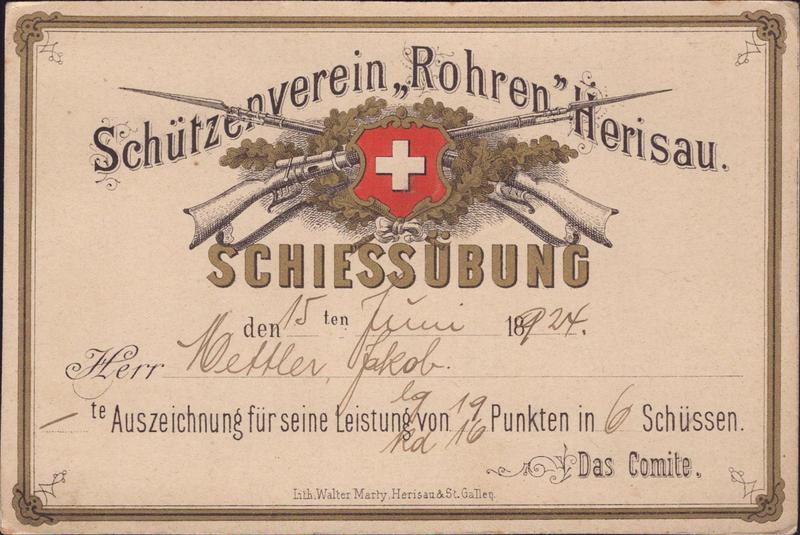 Schützenverein „Rohren” Herisau.
SCHIESSÜBUNG
den 15 ten Juni 1924.
Herr Mettler, Jakob.
lg 19
— te Auszeichnung für seine Leistung von Punkten in 6 Schüssen.
kd 16
Das Comite.
Lith. Walter Marty, Herisau & St. Gallen.